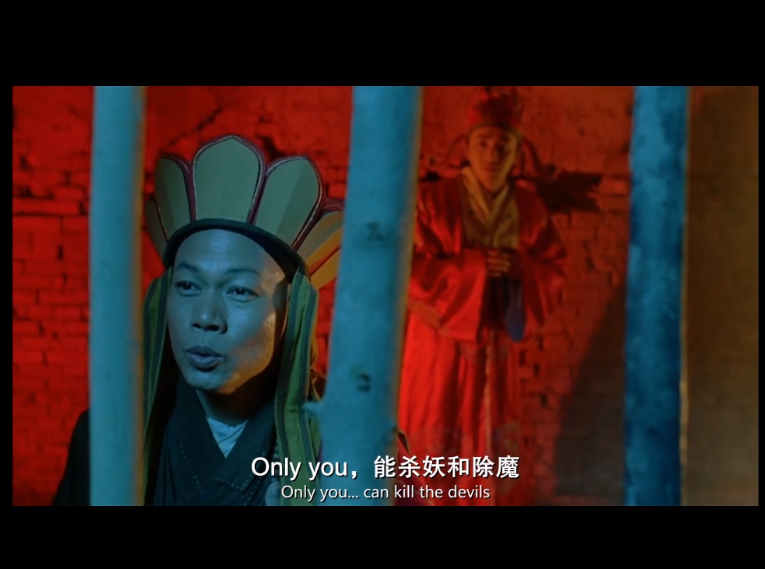 Only you，能杀妖和除魔
Only you... can kill the devils